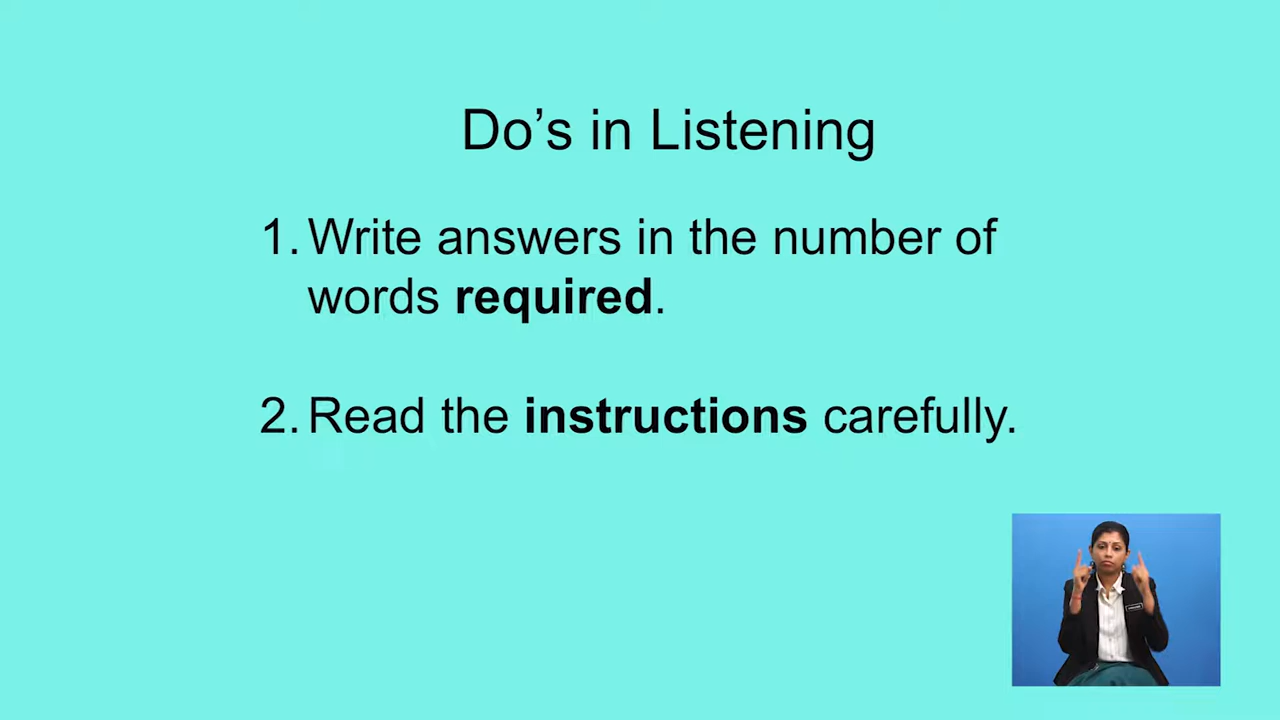 Do’s in Listening
1. Write answers in the number of
words required.
2. Read the instructions carefully.